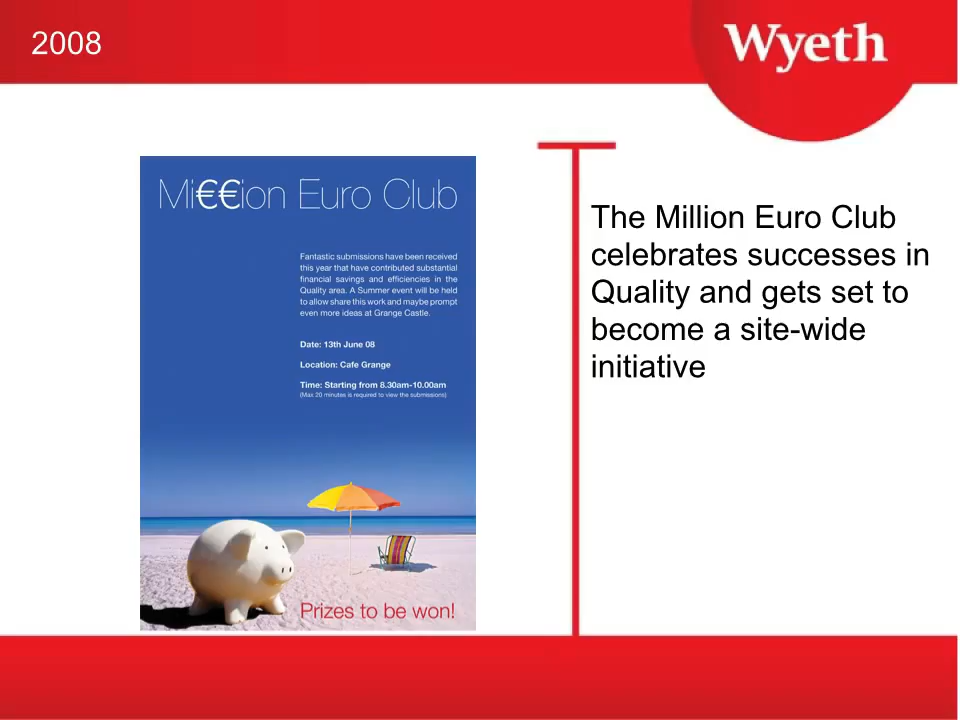 2008
Wyeth
Mi€€ion Euro Club
Fantastic submissions have been received
this year that have contributed substantial
financial savings and efficiencies in the
Quality area. A Summer event will be held
to allow share this work and maybe prompt
even more ideas at Grange Castle.
Date: 13th June 08
Location: Cafe Grange
Time: Starting from 8.30am-10.00am
(Max 20 minutes is required to view the submissions)
Prizes to be won!
The Million Euro Club
celebrates successes in
Quality and gets set to
become a site-wide
initiative